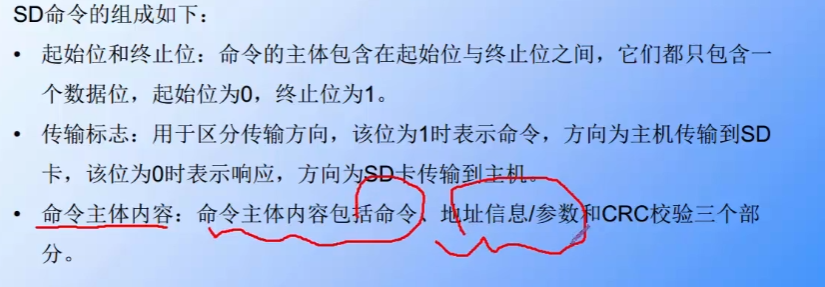 SD命令的组成如下：
• 起始位和终止位：命令的主体包含在起始位与终止位之间，它们都只包含一
个数据位，起始位为0，终止位为1。
• 传输标志：用于区分传输方向，该位为1时表示命令，方向为主机传输到SD
卡，该位为0时表示响应，方向为SD卡传输到主机。
• 命令主体内容：命令主体内容包括命令、地址信息/参数和CRC校验三个部
分。